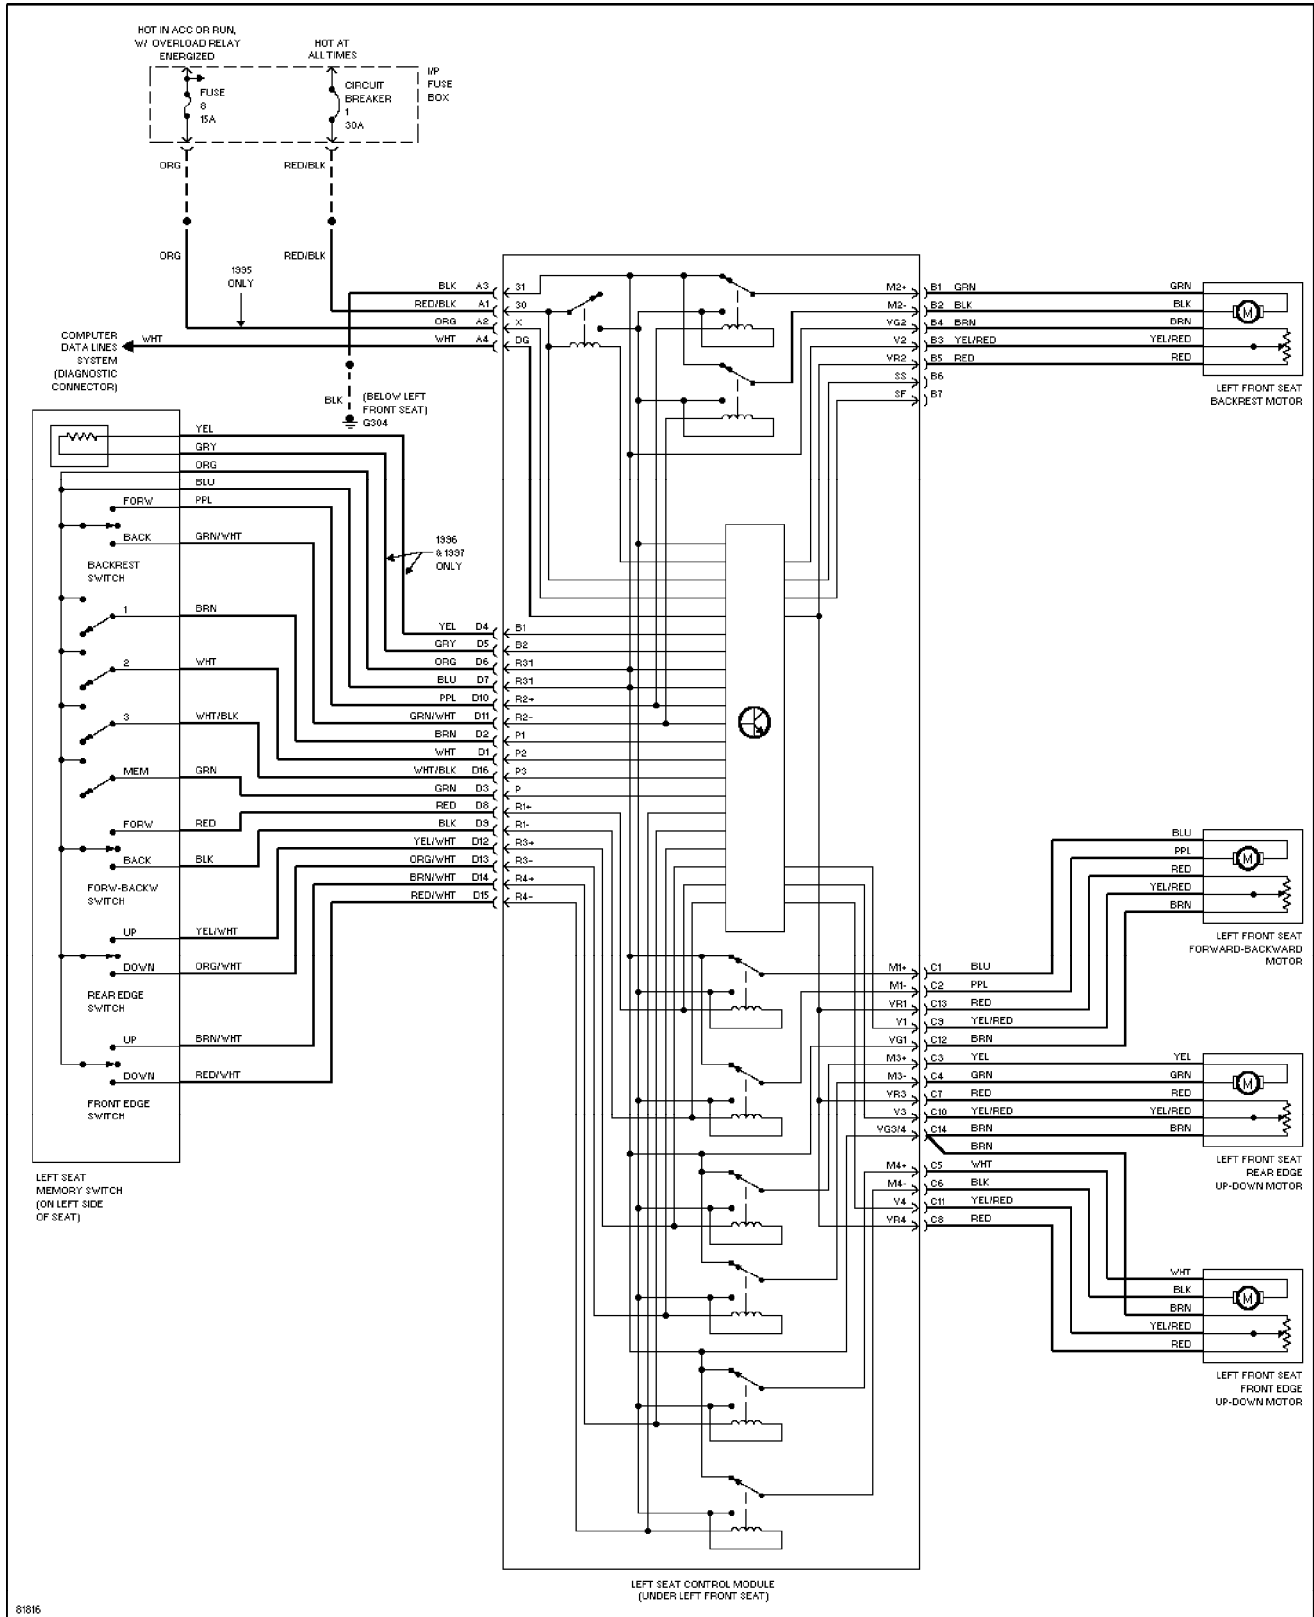 HOT IN ACC OR RUN,
W/ OVERLOAD RELAY
ENERGIZED
HOT AT
ALL TIMES
FUSE
8
15A
CIRCUIT
BREAKER
1
30A
I/P
FUSE
BOX
ORG
RED/BLK
ORG
RED/BLK
1995
ONLY
COMPUTER
DATA LINES
SYSTEM
(DIAGNOSTIC
CONNECTOR)
WHT
BLK A3 31
RED/BLK A1 30
ORG A2 X
WHT A4 DG
BLK
(BELOW LEFT
FRONT SEAT)
G304
M2+ B1 GRN GRN
M2- B2 BLK BLK
VG2 B4 BRN BRN
V2 B3 YEL/RED YEL/RED
VR2 B5 RED RED
SS B6
SF B7
M
LEFT FRONT SEAT
BACKREST MOTOR
YEL
GRY
ORG
BLU
FORW PPL
BACK GRN/WHT
BACKREST
SWITCH
1 BRN
2 WHT
3 WHT/BLK
MEM GRN
FORW RED
BACK BLK
FORW-BACKW
SWITCH
UP YEL/WHT
DOWN ORG/WHT
REAR EDGE
SWITCH
UP BRN/WHT
DOWN RED/WHT
FRONT EDGE
SWITCH
LEFT SEAT
MEMORY SWITCH
(ON LEFT SIDE
OF SEAT)
1996
& 1997
ONLY
YEL D4 B1
GRY D5 B2
ORG D6 R31
BLU D7 R31
PPL D10 R2+
GRN/WHT D11 R2-
BRN D2 P1
WHT D1 P2
WHT/BLK D16 P3
GRN D3 P
RED D8 R1+
BLK D9 R1-
YEL/WHT D12 R3+
ORG/WHT D13 R3-
BRN/WHT D14 R4+
RED/WHT D15 R4-
BLU
PPL
RED
YEL/RED
BRN
M
LEFT FRONT SEAT
FORWARD-BACKWARD
MOTOR
M1+ C1 BLU
M1- C2 PPL
VR1 C13 RED
V1 C9 YEL/RED
VG1 C12 BRN
M3+ C3 YEL YEL
M3- C4 GRN GRN
VR3 C7 RED RED
V3 C10 YEL/RED YEL/RED
VG3/4 C14 BRN BRN
BRN
M
LEFT FRONT SEAT
REAR EDGE
UP-DOWN MOTOR
M4+ C5 WHT
M4- C6 BLK
V4 C11 YEL/RED
VR4 C8 RED
WHT
BLK
BRN
YEL/RED
RED
M
LEFT FRONT SEAT
FRONT EDGE
UP-DOWN MOTOR
LEFT SEAT CONTROL MODULE
(UNDER LEFT FRONT SEAT)
81816